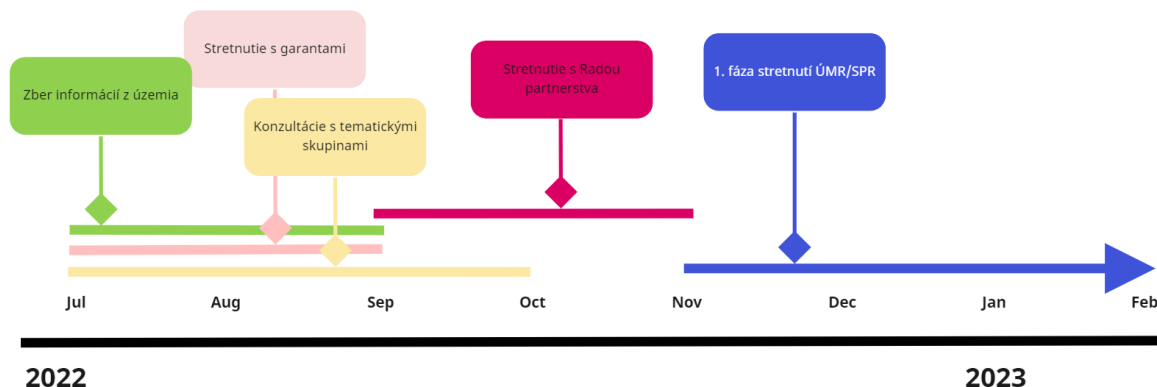 Stretnutie s garantami
Zber informácií z územia
Konzultácie s tematickými
skupinami
Stretnutie s Radou
partnerstva
1. fáza stretnutí ÚMR/SPR
Jul Aug Sep Oct Nov Dec Jan Feb
2022 2023